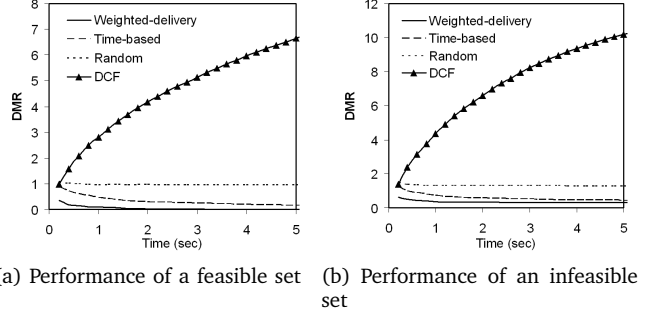 8
7
6
5
4
3
2
1
0
DMR
Weighted-delivery
Time-based
Random
DCF
0 1 2 3 4 5
Time (sec)
12
10
8
6
4
2
0
DMR
Weighted-delivery
Time-based
Random
DCF
0 1 2 3 4 5
Time (sec)
a) Performance of a feasible set
(b) Performance of an infeasible
set